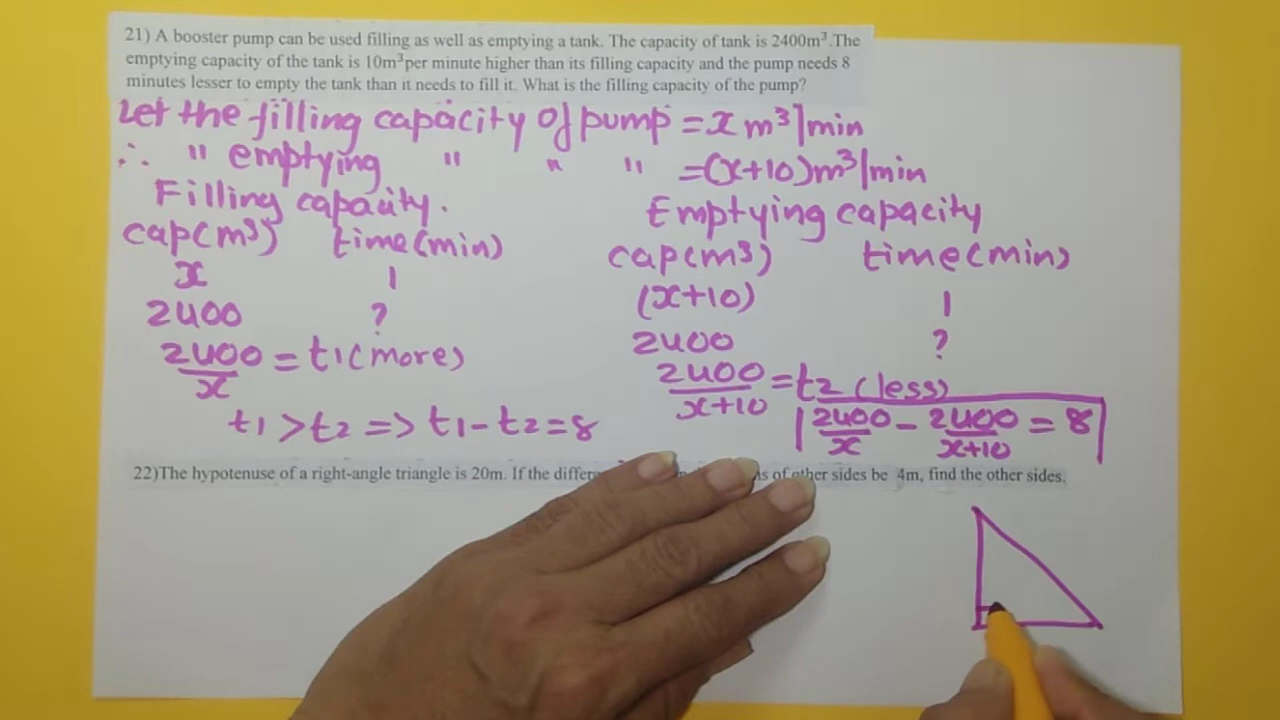 21) A booster pump can be used filling as well as emptying a tank. The capacity of tank is 2400m³.The
emptying capacity of the tank is 10m³per minute higher than its filling capacity and the pump needs 8
minutes lesser to empty the tank than it needs to fill it. What is the filling capacity of the pump?
Let the filling capacity of pump = x m³/min
∴ " emptying " " " =(x+10)m³/min
Filling capacity.
cap(m³) time(min)
x 1
2400 ?
2400/x = t1(more)
Emptying capacity
cap(m³) time(min)
(x+10) 1
2400 ?
2400/x+10 = t2 (less)
t1 > t2 => t1 - t2 = 8
2400/x - 2400/x+10 = 8
22)The hypotenuse of a right-angle triangle is 20m. If the of other sides be 4m, find the other sides.